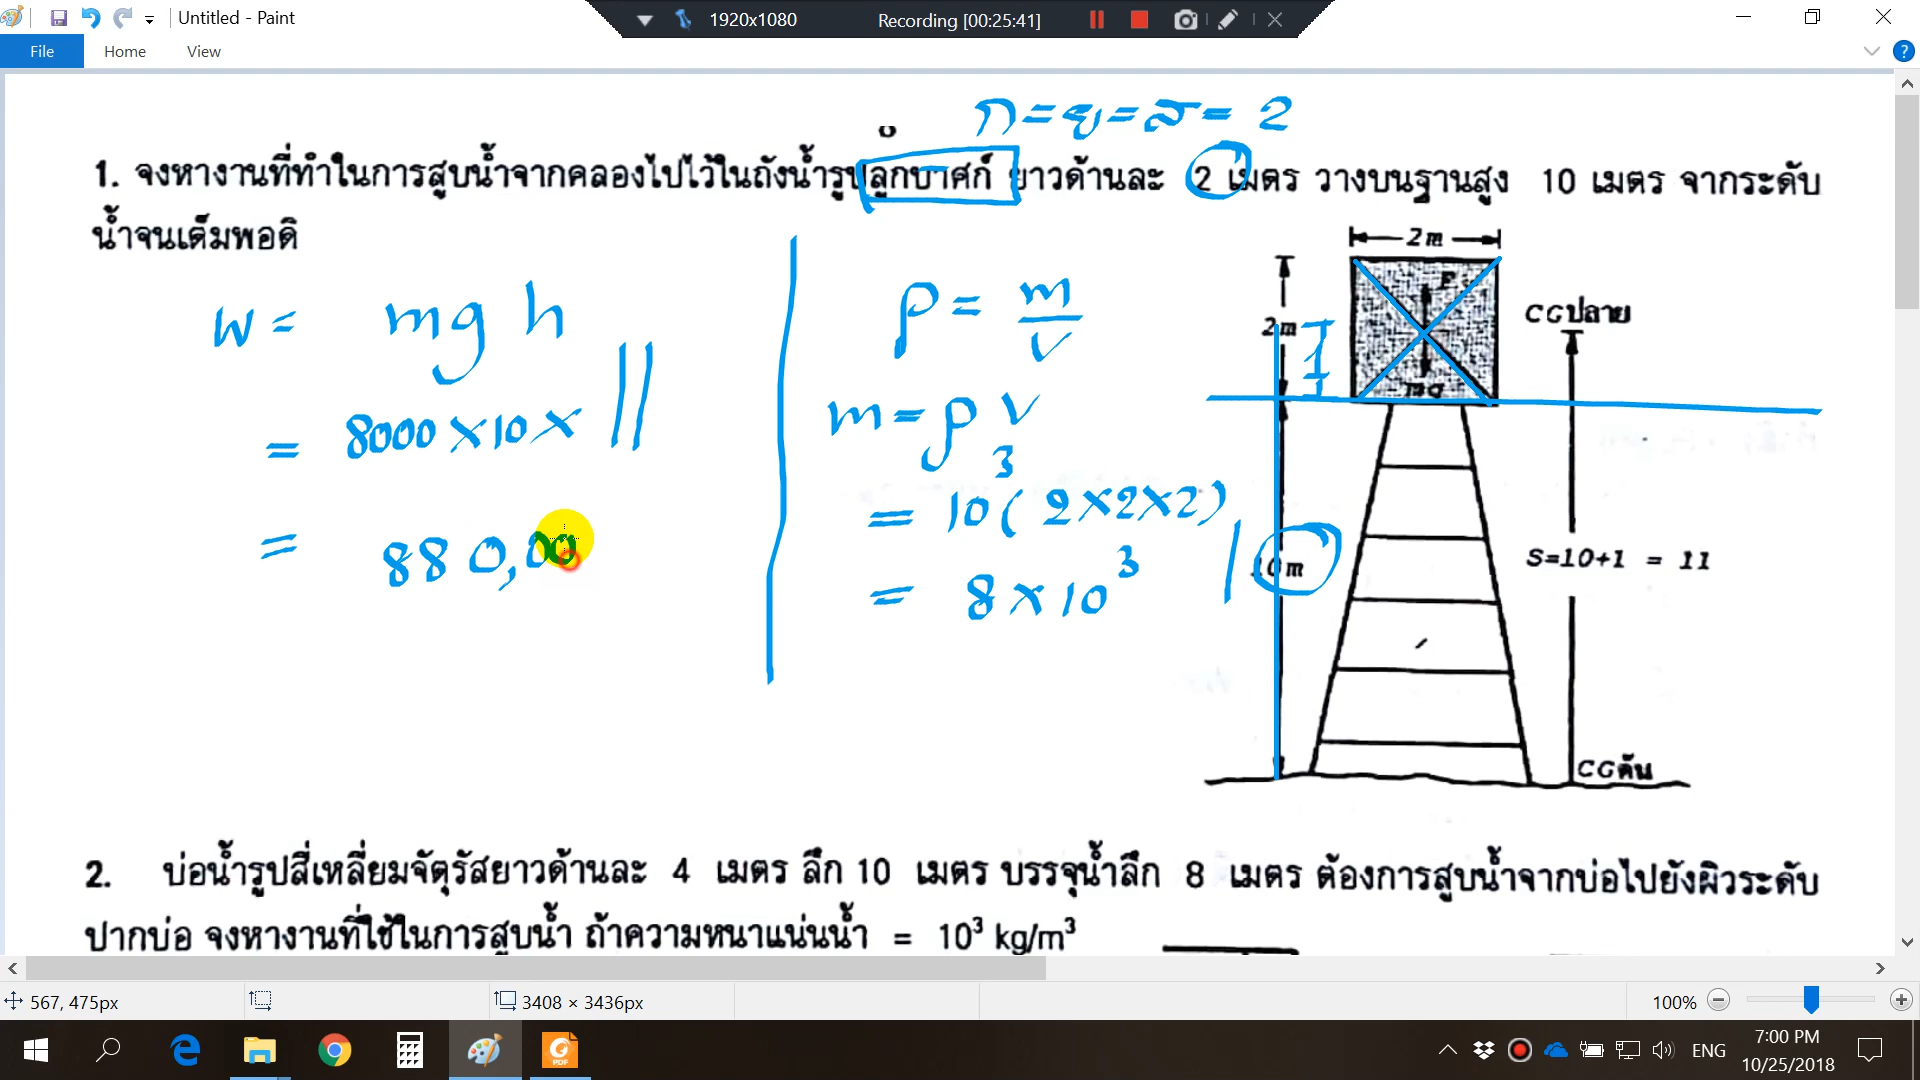 Untitled - Paint
1920x1080
Recording [00:25:41]
File Home View
ก=ย=ส= 2
1. จงหางานที่ทำในการสูบน้ำจากคลองไปไว้ในถังน้ำรูปลูกบาศก์ ยาวด้านละ 2 เมตร วางบนฐานสูง 10 เมตร จากระดับ
น้ำจนเต็มพอดี
W = mg h
= 8000 x 10 x 11
= 880,00
ρ = m/V
m = ρ V
= 10³ ( 2x2x2 )
= 8 x 10³
2m
2m
F
mg
CGปลาย
10m
S=10+1 = 11
CGต้น
2. บ่อน้ำรูปสี่เหลี่ยมจัตุรัสยาวด้านละ 4 เมตร ลึก 10 เมตร บรรจุน้ำลึก 8 เมตร ต้องการสูบน้ำจากบ่อไปยังผิวระดับ
ปากบ่อ จงหางานที่ใช้ในการสูบน้ำ ถ้าความหนาแน่นน้ำ = 10³ kg/m³
567, 475px
3408 × 3436px
100%
PDF
ENG
7:00 PM
10/25/2018